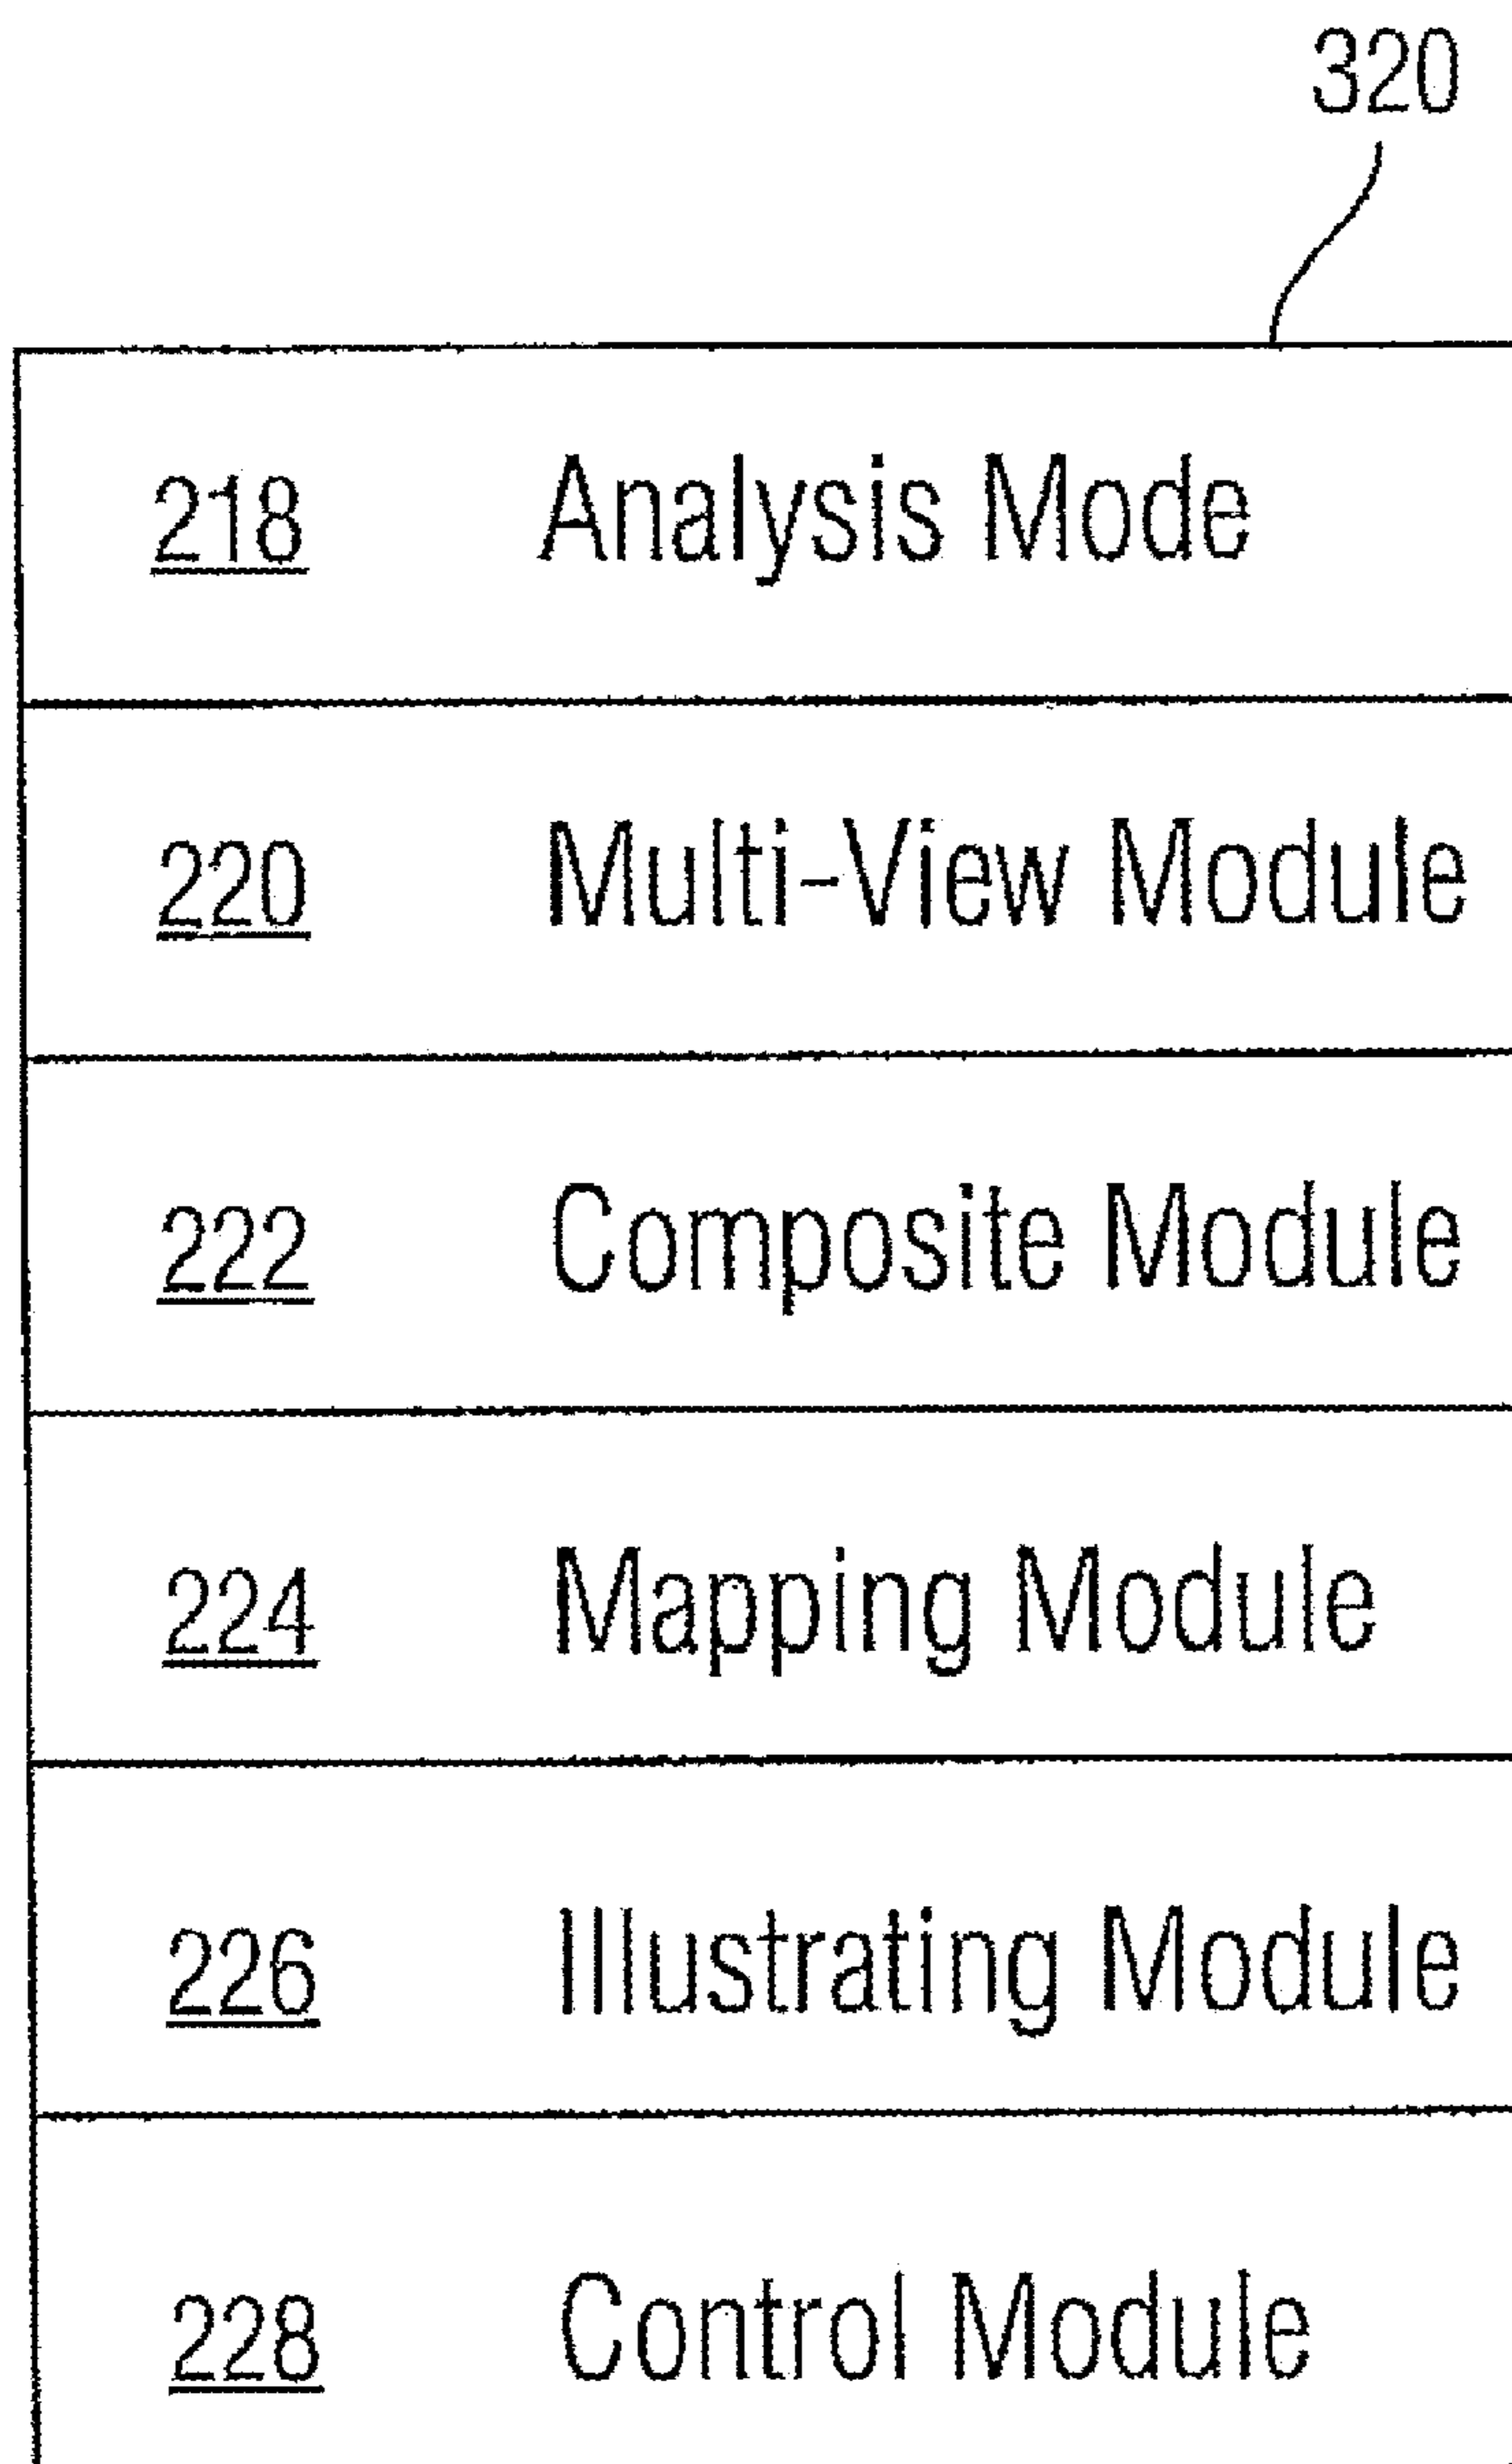 320
218 Analysis Mode
220 Multi-View Module
222 Composite Module
224 Mapping Module
226 Illustrating Module
228 Control Module